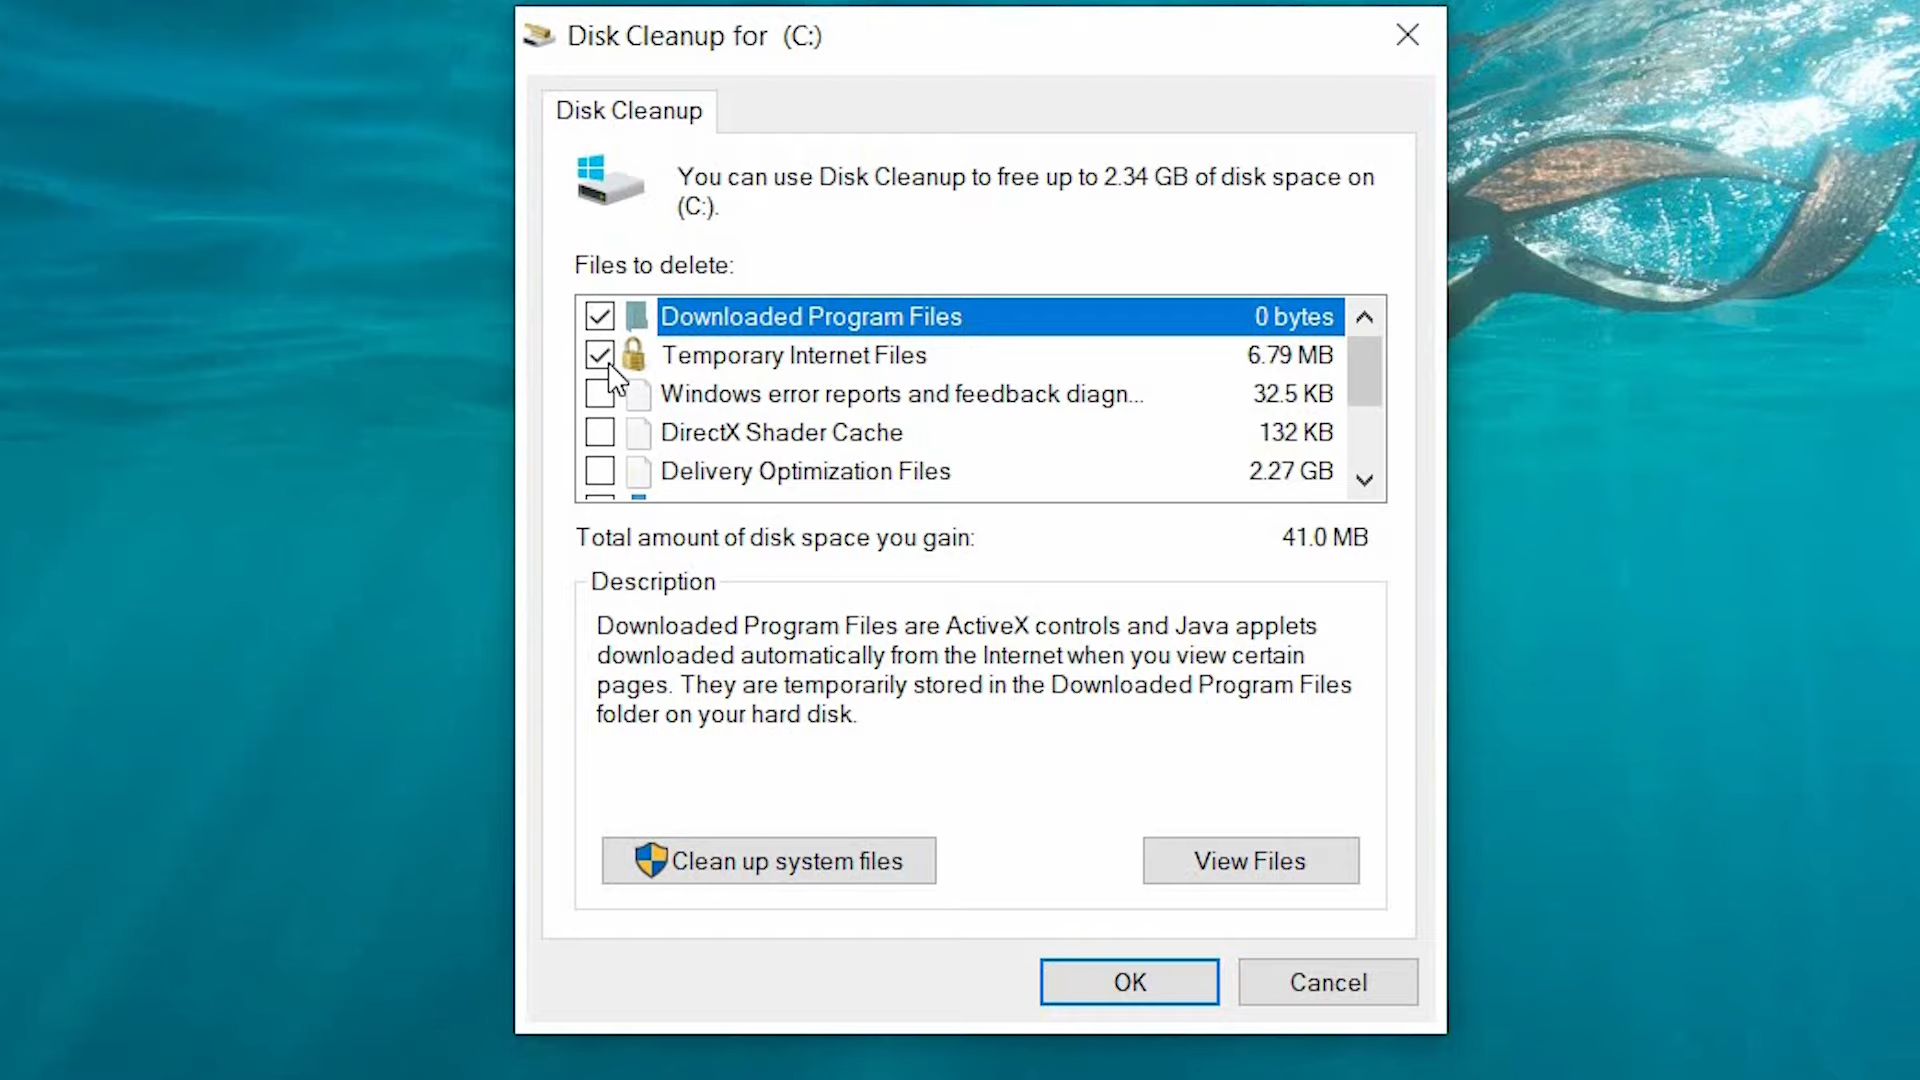 Disk Cleanup for (C:)
Disk Cleanup
You can use Disk Cleanup to free up to 2.34 GB of disk space on
(C:).
Files to delete:
Downloaded Program Files 0 bytes
Temporary Internet Files 6.79 MB
Windows error reports and feedback diagn... 32.5 KB
DirectX Shader Cache 132 KB
Delivery Optimization Files 2.27 GB
Total amount of disk space you gain: 41.0 MB
Description
Downloaded Program Files are ActiveX controls and Java applets
downloaded automatically from the Internet when you view certain
pages. They are temporarily stored in the Downloaded Program Files
folder on your hard disk.
Clean up system files View Files
OK Cancel